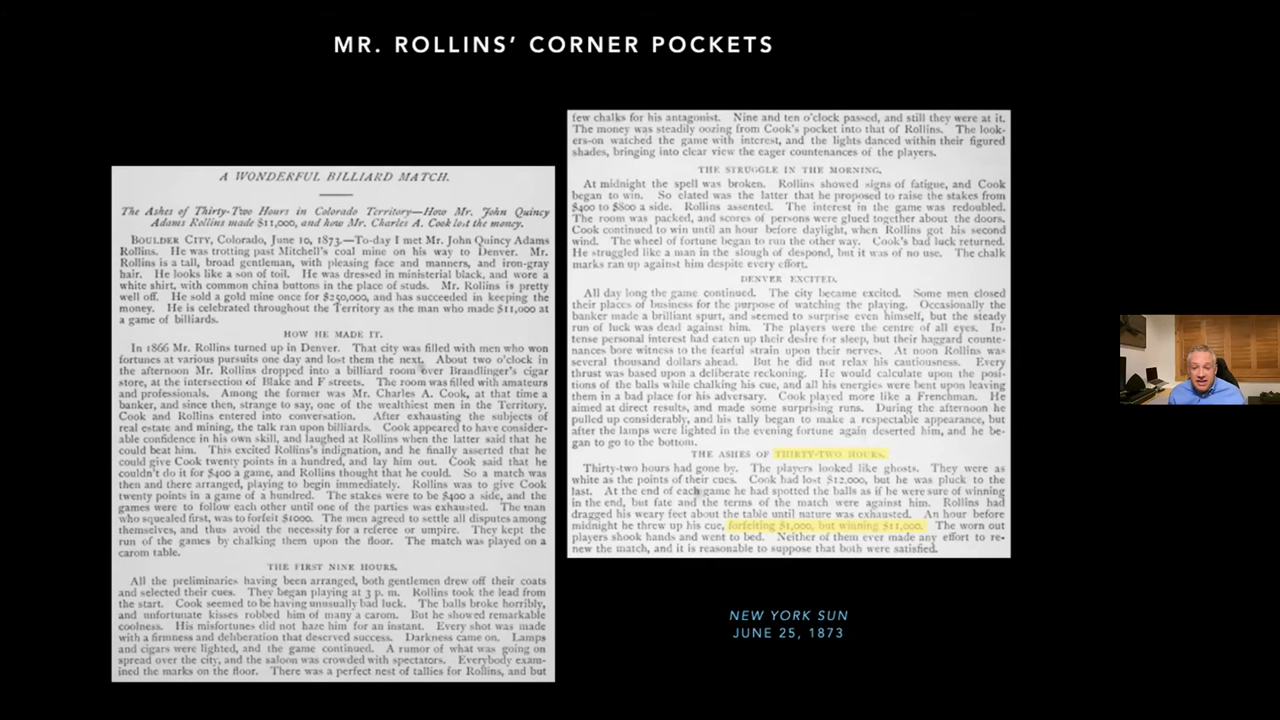 MR. ROLLINS' CORNER POCKETS
A WONDERFUL BILLIARD MATCH.
The Ashes of Thirty-Two Hours in Colorado Territory—How Mr. John Quincy
Adams Rollins made $11,000, and how Mr. Charles A. Cook lost the money.
BOULDER CITY, Colorado, June 10, 1873.—To-day I met Mr. John Quincy Adams
Rollins. He was trotting past Mitchell's coal mine on his way to Denver. Mr.
Rollins is a tall, broad gentleman, with pleasing face and manners, and iron-gray
hair. He looks like a son of toil. He was dressed in ministerial black, and wore a
white shirt, with common china buttons in the place of studs. Mr. Rollins is pretty
well off. He sold a gold mine once for $250,000, and has succeeded in keeping the
money. He is celebrated throughout the Territory as the man who made $11,000 at
a game of billiards.
HOW HE MADE IT.
In 1866 Mr. Rollins turned up in Denver. That city was filled with men who won
fortunes at various pursuits one day and lost them the next. About two o'clock in
the afternoon Mr. Rollins dropped into a billiard room over Brandlinger's cigar
store, at the intersection of Blake and F streets. The room was filled with amateurs
and professionals. Among the former was Mr. Charles A. Cook, at that time a
banker, and since then, strange to say, one of the wealthiest men in the Territory.
Cook and Rollins entered into conversation. After exhausting the subjects of
real estate and mining, the talk ran upon billiards. Cook appeared to have consider-
able confidence in his own skill, and laughed at Rollins when the latter said that he
could beat him. This excited Rollins's indignation, and he finally asserted that he
could give Cook twenty points in a hundred, and lay him out. Cook said that he
couldn't do it for $400 a game, and Rollins thought that he could. So a match was
then and there arranged, playing to begin immediately. Rollins was to give Cook
twenty points in a game of a hundred. The stakes were to be $400 a side, and the
games were to follow each other until one of the parties was exhausted. The man
who squealed first, was to forfeit $1000. The men agreed to settle all disputes among
themselves, and thus avoid the necessity for a referee or umpire. They kept the
run of the games by chalking them upon the floor. The match was played on a
carom table.
THE FIRST NINE HOURS.
All the preliminaries having been arranged, both gentlemen drew off their coats
and selected their cues. They began playing at 3 p. m. Rollins took the lead from
the start. Cook seemed to be having unusually bad luck. The balls broke horribly,
and unfortunate kisses robbed him of many a carom. But he showed remarkable
coolness. His misfortunes did not haze him for an instant. Every shot was made
with a firmness and deliberation that deserved success. Darkness came on. Lamps
and cigars were lighted, and the game continued. A rumor of what was going on
spread over the city, and the saloon was crowded with spectators. Everybody exam-
ined the marks on the floor. There was a perfect nest of tallies for Rollins, and but
few chalks for his antagonist. Nine and ten o'clock passed, and still they were at it.
The money was steadily oozing from Cook's pocket into that of Rollins. The look-
ers-on watched the game with interest, and the lights danced within their figured
shades, bringing into clear view the eager countenances of the players.
THE STRUGGLE IN THE MORNING.
At midnight the spell was broken. Rollins showed signs of fatigue, and Cook
began to win. So elated was the latter that he proposed to raise the stakes from
$400 to $800 a side. Rollins assented. The interest in the game was redoubled.
The room was packed, and scores of persons were glued together about the doors.
Cook continued to win until an hour before daylight, when Rollins got his second
wind. The wheel of fortune began to run the other way. Cook's bad luck returned.
He struggled like a man in the slough of despond, but it was of no use. The chalk
marks ran up against him despite every effort.
DENVER EXCITED.
All day long the game continued. The city became excited. Some men closed
their places of business for the purpose of watching the playing. Occasionally the
banker made a brilliant spurt, and seemed to surprise even himself, but the steady
run of luck was dead against him. The players were the centre of all eyes. In-
tense personal interest had eaten up their desire for sleep, but their haggard counte-
nances bore witness to the fearful strain upon their nerves. At noon Rollins was
several thousand dollars ahead. But he did not relax his cautiousness. Every
thrust was based upon a deliberate reckoning. He would calculate upon the posi-
tions of the balls while chalking his cue, and all his energies were bent upon leaving
them in a bad place for his adversary. Cook played more like a Frenchman. He
aimed at direct results, and made some surprising runs. During the afternoon he
pulled up considerably, and his tally began to make a respectable appearance, but
after the lamps were lighted in the evening fortune again deserted him, and he be-
gan to go to the bottom.
THE ASHES OF THIRTY-TWO HOURS.
Thirty-two hours had gone by. The players looked like ghosts. They were as
white as the points of their cues. Cook had lost $12,000, but he was pluck to the
last. At the end of each game he had spotted the balls as if he were sure of winning
in the end, but fate and the terms of the match were against him. Rollins had
dragged his weary feet about the table until nature was exhausted. An hour before
midnight he threw up his cue, forfeiting $1,000, but winning $11,000. The worn out
players shook hands and went to bed. Neither of them ever made any effort to re-
new the match, and it is reasonable to suppose that both were satisfied.
NEW YORK SUN
JUNE 25, 1873